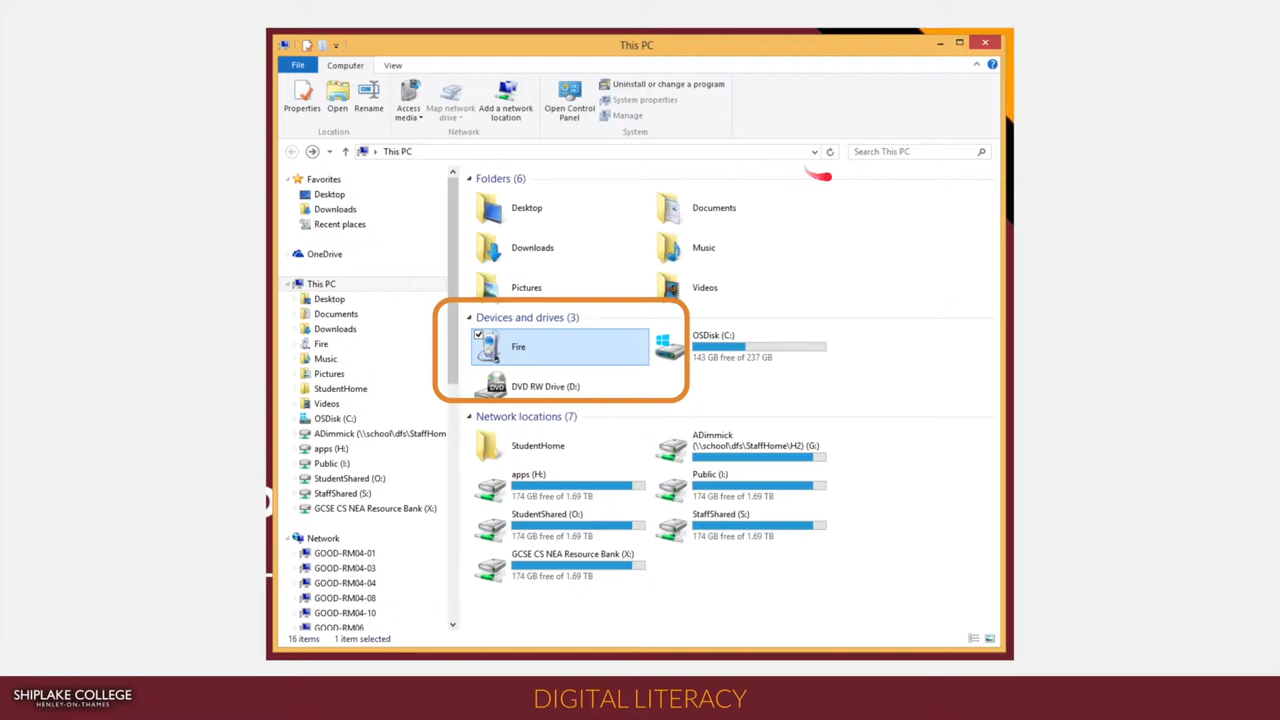 This PC
File Computer View
Properties Open Rename Access media Map network drive Add a network location Open Control Panel Uninstall or change a program
System properties
Manage
Location Network System
This PC Search This PC
Favorites
Desktop
Downloads
Recent places
OneDrive
This PC
Desktop
Documents
Downloads
Fire
Music
Pictures
StudentHome
Videos
OSDisk (C:)
ADimmick (\\school\dfs\StaffHom
apps (H:)
Public (I:)
StudentShared (O:)
StaffShared (S:)
GCSE CS NEA Resource Bank (X:)
Network
GOOD-RM04-01
GOOD-RM04-03
GOOD-RM04-04
GOOD-RM04-08
GOOD-RM04-10
GOOD-RM06
Folders (6)
Desktop Documents
Downloads Music
Pictures Videos
Devices and drives (3)
Fire OSDisk (C:)
143 GB free of 237 GB
DVD RW Drive (D:)
DVD
Network locations (7)
StudentHome ADimmick
(\\school\dfs\StaffHome\H2) (G:)
apps (H:) Public (I:)
174 GB free of 1.69 TB 174 GB free of 1.69 TB
StudentShared (O:) StaffShared (S:)
174 GB free of 1.69 TB 174 GB free of 1.69 TB
GCSE CS NEA Resource Bank (X:)
174 GB free of 1.69 TB
16 items 1 item selected
SHIPLAKE COLLEGE
HENLEY-ON-THAMES
DIGITAL LITERACY